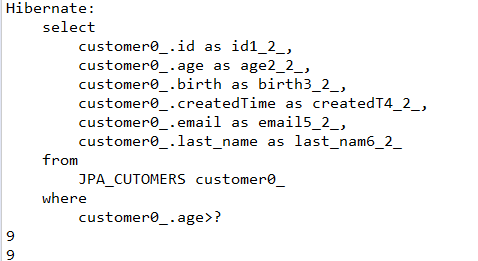 Hibernate:
    select
        customer0_.id as id1_2_,
        customer0_.age as age2_2_,
        customer0_.birth as birth3_2_,
        customer0_.createdTime as createdT4_2_,
        customer0_.email as email5_2_,
        customer0_.last_name as last_nam6_2_
    from
        JPA_CUTOMERS customer0_
    where
        customer0_.age>?
9
9